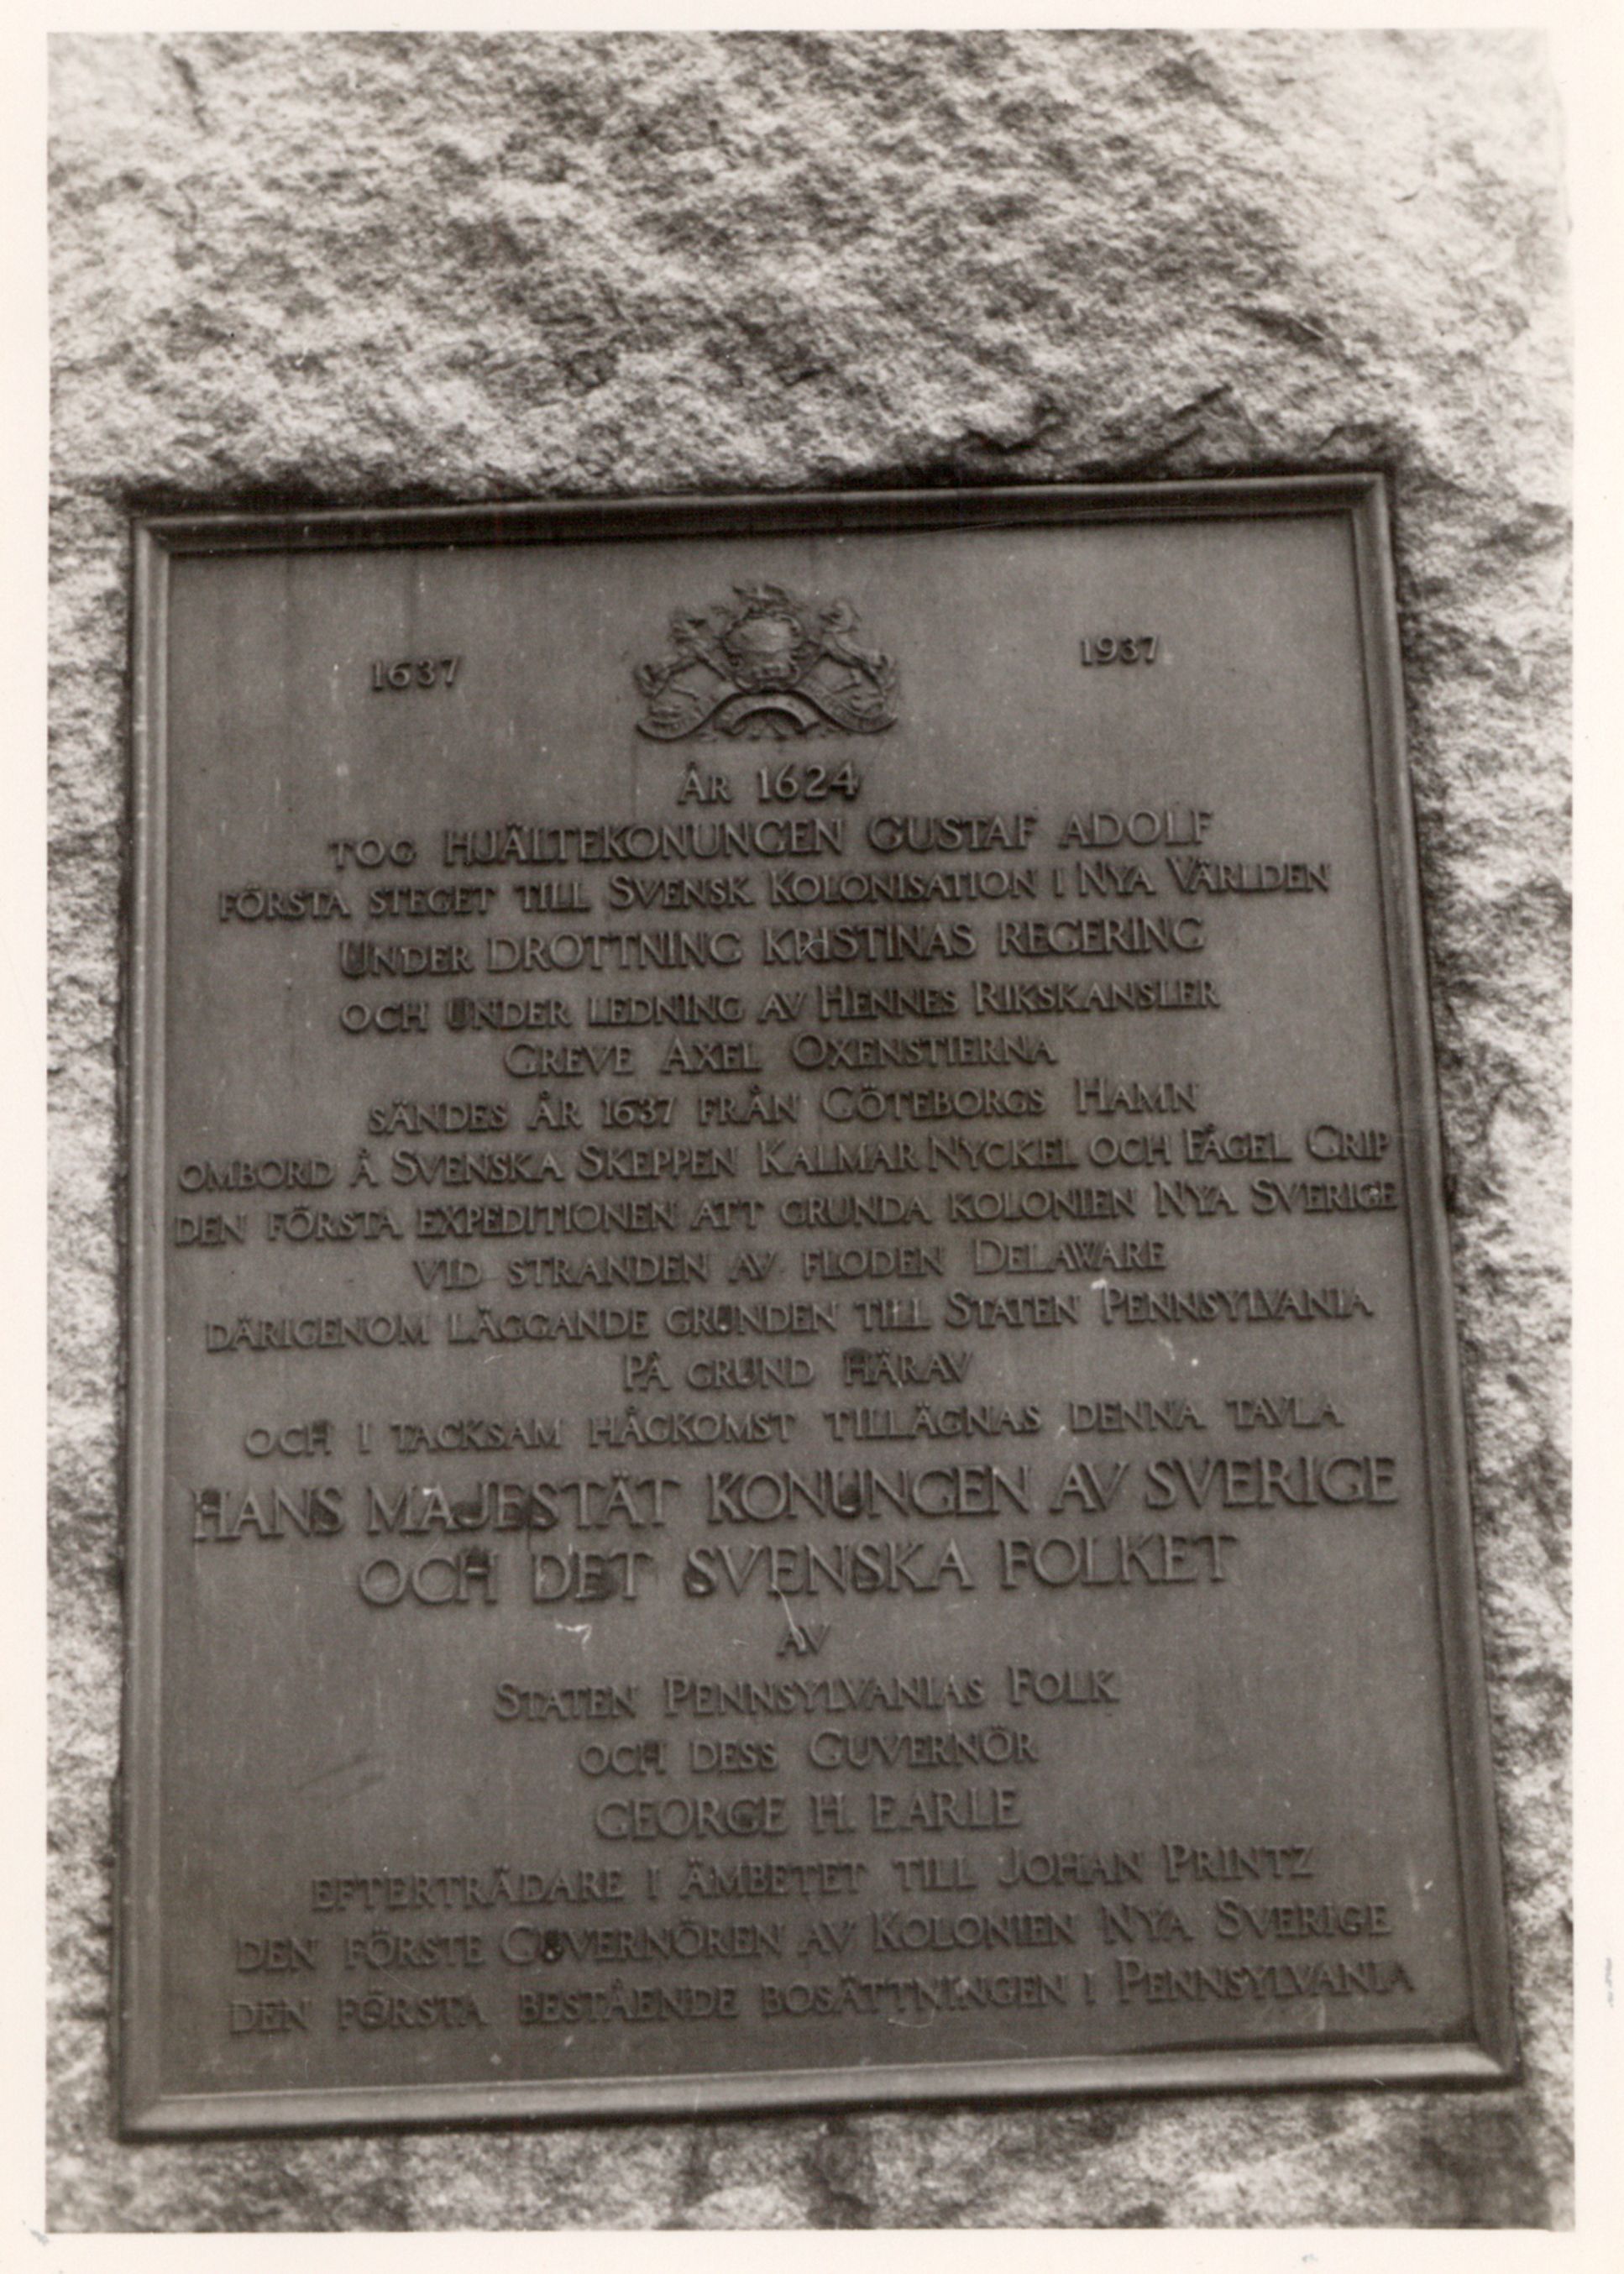 1637 1937
ÅR 1624
TOG HJÄLTEKONUNGEN GUSTAF ADOLF
FÖRSTA STEGET TILL SVENSK KOLONISATION I NYA VÄRLDEN
UNDER DROTTNING KRISTINAS REGERING
OCH UNDER LEDNING AV HENNES RIKSKANSLER
GREVE AXEL OXENSTIERNA
SÄNDES ÅR 1637 FRÅN GÖTEBORGS HAMN
OMBORD Å SVENSKA SKEPPEN KALMAR NYCKEL OCH FÅGEL GRIP
DEN FÖRSTA EXPEDITIONEN ATT GRUNDA KOLONIEN NYA SVERIGE
VID STRANDEN AV FLODEN DELAWARE
DÄRIGENOM LÄGGANDE GRUNDEN TILL STATEN PENNSYLVANIA
PÅ GRUND HÄRAV
OCH I TACKSAM HÅGKOMST TILLÄGNAS DENNA TAVLA
HANS MAJESTÄT KONUNGEN AV SVERIGE
OCH DET SVENSKA FOLKET
AV
STATEN PENNSYLVANIAS FOLK
OCH DESS GUVERNÖR
GEORGE H. EARLE
EFTERTRÄDARE I ÄMBETET TILL JOHAN PRINTZ
DEN FÖRSTE GUVERNÖREN AV KOLONIEN NYA SVERIGE
DEN FÖRSTA BESTÅENDE BOSÄTTNINGEN I PENNSYLVANIA